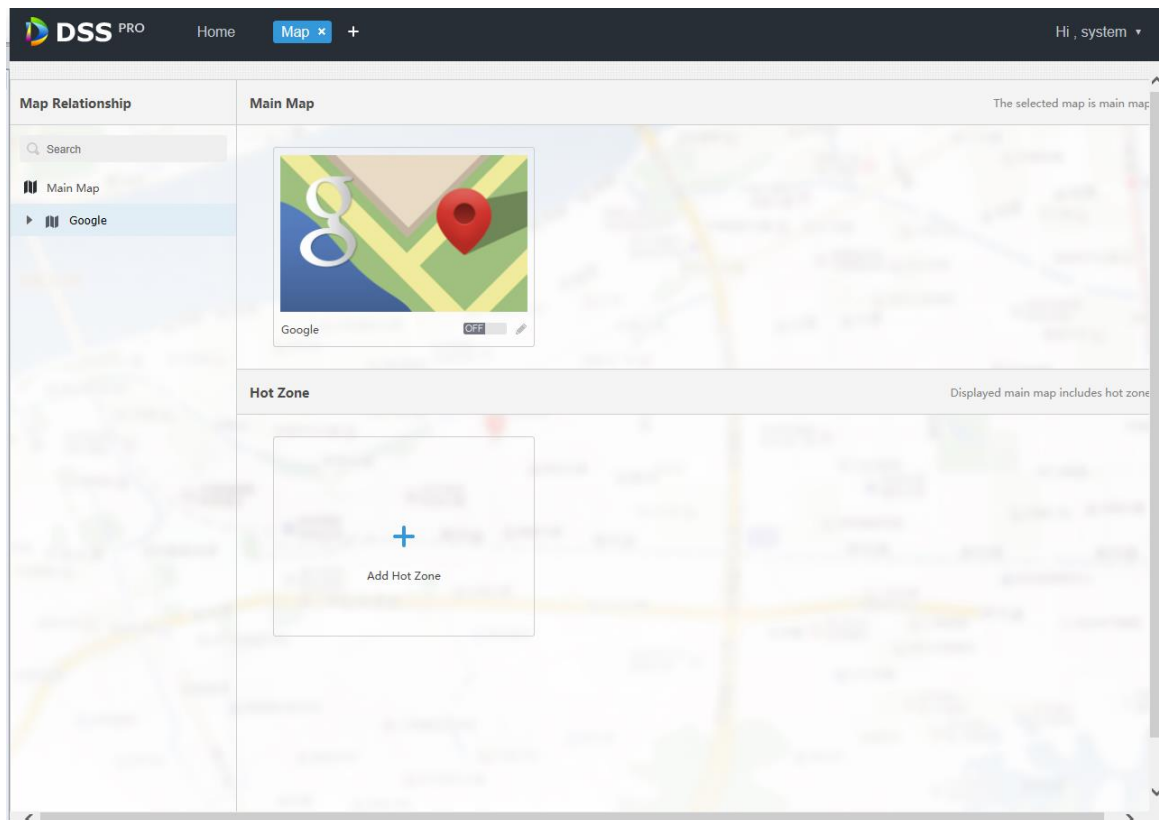 DSS PRO Home Map × + Hi , system
Map Relationship
Search
Main Map
Google
Main Map The selected map is main map
g
Google OFF
Hot Zone Displayed main map includes hot zone
+
Add Hot Zone